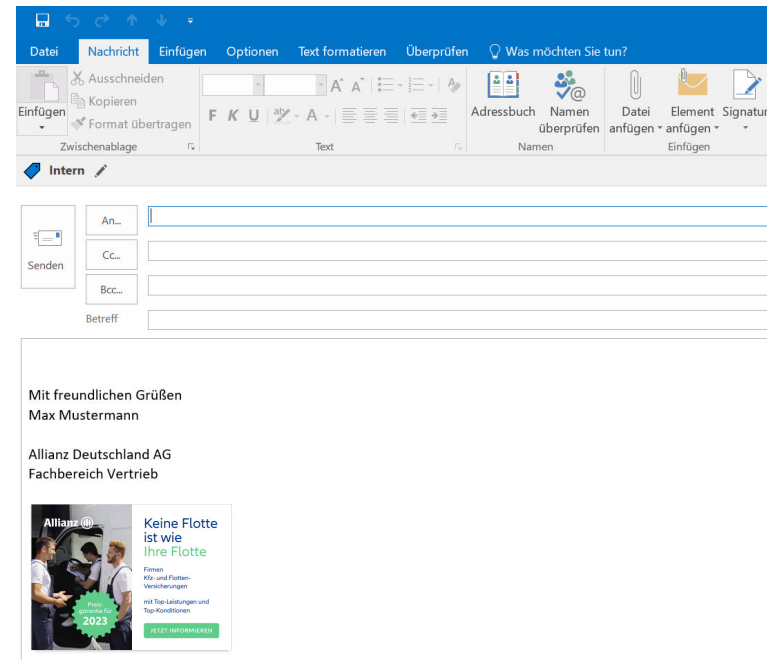 Datei Nachricht Einfügen Optionen Text formatieren Überprüfen Was möchten Sie tun?
Einfügen
Ausschneiden
Kopieren
Format übertragen
Zwischenablage
F K U
Text
Adressbuch Namen überprüfen
Namen
Datei anfügen Element anfügen Signatur
Einfügen
Intern
Senden
An...
Cc...
Bcc...
Betreff
Mit freundlichen Grüßen
Max Mustermann
Allianz Deutschland AG
Fachbereich Vertrieb
Allianz
Preis-
garantie für
2023
Keine Flotte
ist wie
Ihre Flotte
Firmen
Kfz- und Flotten-
Versicherungen
mit Top-Leistungen und
Top-Konditionen
JETZT INFORMIEREN